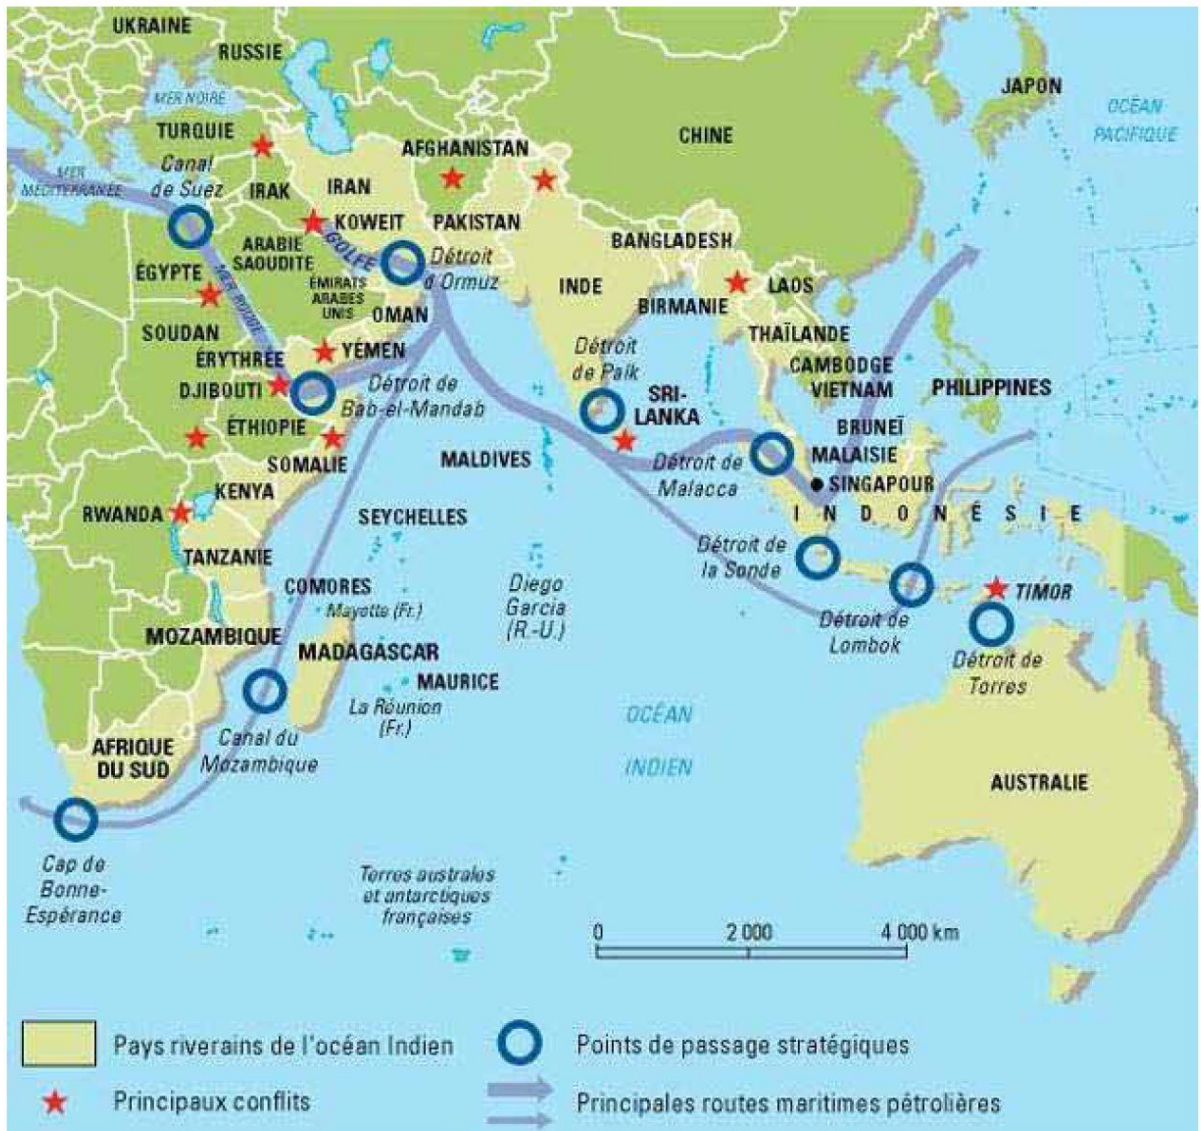 UKRAINE
RUSSIE
JAPON
MER NOIRE
OCÉAN
PACIFIQUE
TURQUIE
CHINE
AFGHANISTAN
Canal
de Suez
MER
MÉDITERRANÉE
IRAK
IRAN
KOWEIT
PAKISTAN
GOLFE
ARABIE
SAOUDITE
BANGLADESH
Détroit
d'Ormuz
ÉGYPTE
MER ROUGE
ÉMIRATS
ARABES
UNIS
INDE
LAOS
BIRMANIE
OMAN
SOUDAN
THAÏLANDE
ÉRYTHRÉE
YÉMEN
Détroit
de Palk
CAMBODGE
VIETNAM
PHILIPPINES
DJIBOUTI
Détroit de
Bab-el-Mandab
SRI-
LANKA
ÉTHIOPIE
BRUNEÏ
MALAISIE
SOMALIE
MALDIVES
Détroit de
Malacca
SINGAPOUR
KENYA
INDONÉSIE
RWANDA
SEYCHELLES
Détroit de
la Sonde
TANZANIE
COMORES
Mayotte (Fr.)
Diego
Garcia
(R.-U.)
TIMOR
Détroit de
Lombok
MOZAMBIQUE
MADAGASCAR
Détroit de
Torres
MAURICE
La Réunion
(Fr.)
OCÉAN
INDIEN
AFRIQUE
DU SUD
Canal du
Mozambique
AUSTRALIE
Cap de
Bonne-
Espérance
Terres australes
et antarctiques
françaises
0 2 000 4 000 km
Pays riverains de l'océan Indien
Points de passage stratégiques
Principaux conflits
Principales routes maritimes pétrolières